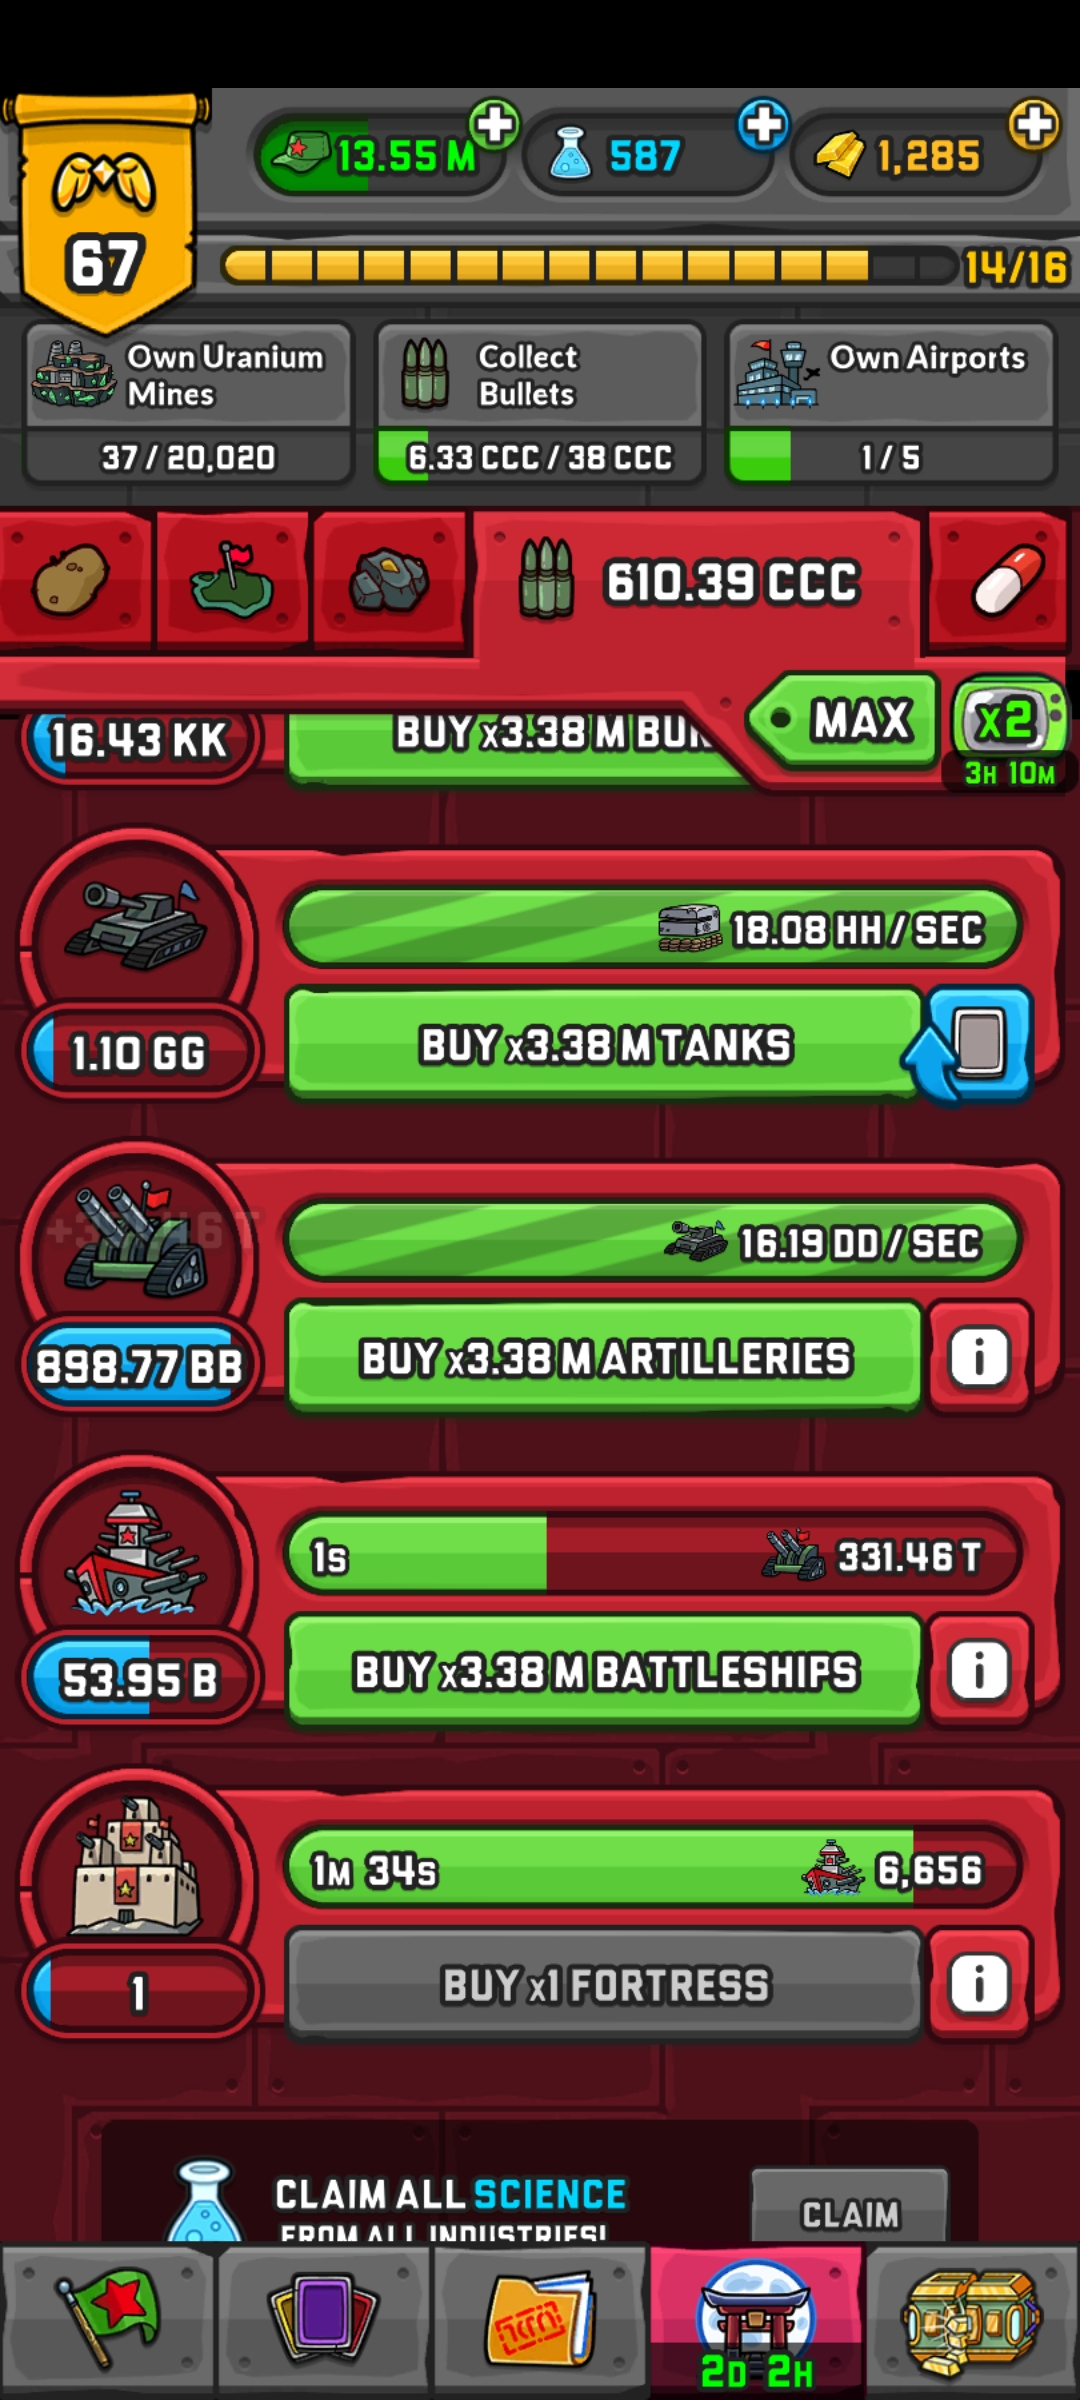 13.55 M
587
1,285
67
14/16
Own Uranium
Mines
37 / 20,020
Collect
Bullets
6.33 CCC / 38 CCC
Own Airports
1 / 5
610.39 CCC
MAX
x2
3H 10M
16.43 KK
BUY x3.38 M
18.08 HH / SEC
1.10 GG
BUY x3.38 M TANKS
16.19 DD / SEC
898.77 BB
BUY x3.38 M ARTILLERIES
i
1S
331.46 T
53.95 B
BUY x3.38 M BATTLESHIPS
i
1M 34S
6,656
1
BUY x1 FORTRESS
i
CLAIM ALL SCIENCE
FROM ALL INDUSTRIES!
CLAIM
2D 2H